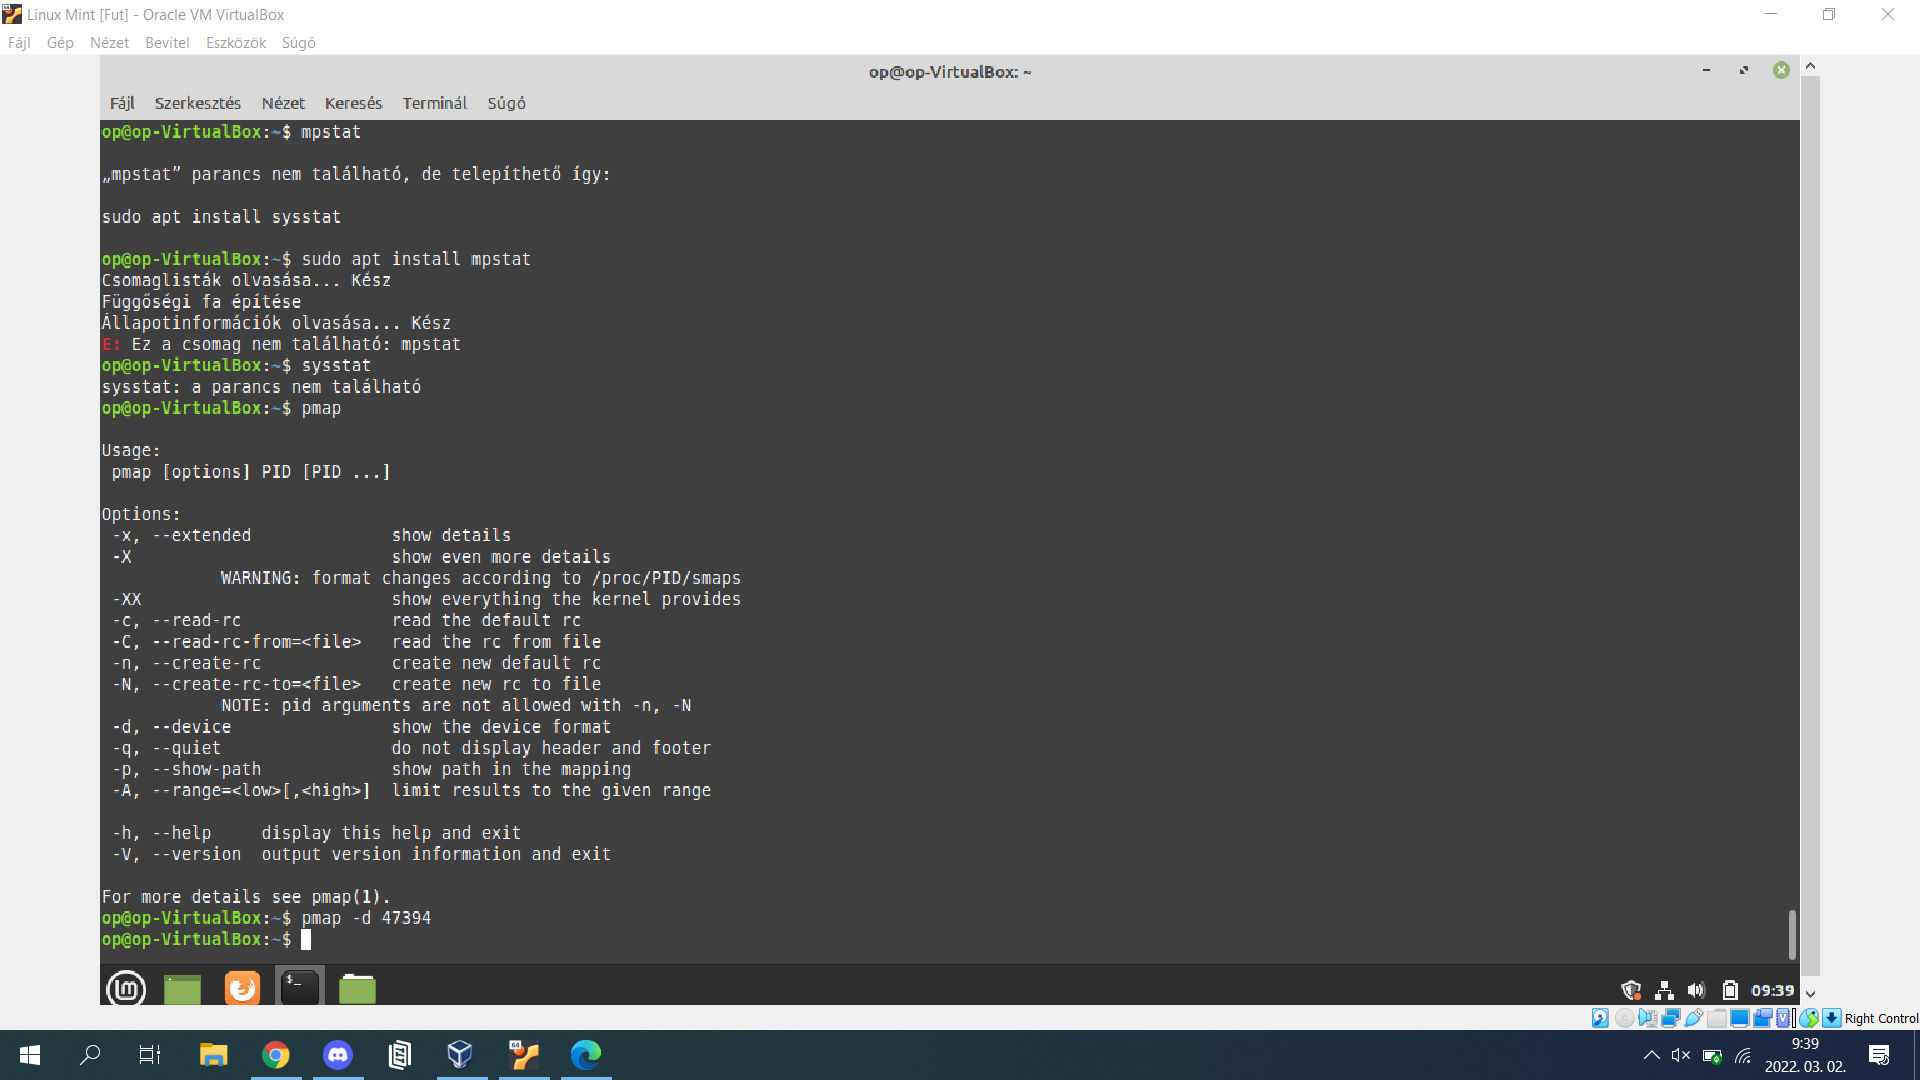 Linux Mint [Fut] - Oracle VM VirtualBox
Fájl Gép Nézet Bevitel Eszközök Súgó
op@op-VirtualBox: ~
Fájl Szerkesztés Nézet Keresés Terminál Súgó
op@op-VirtualBox:~$ mpstat
„mpstat” parancs nem található, de telepíthető így:
sudo apt install sysstat
op@op-VirtualBox:~$ sudo apt install mpstat
Csomaglisták olvasása... Kész
Függőségi fa építése
Állapotinformációk olvasása... Kész
E: Ez a csomag nem található: mpstat
op@op-VirtualBox:~$ sysstat
sysstat: a parancs nem található
op@op-VirtualBox:~$ pmap
Usage:
 pmap [options] PID [PID ...]
Options:
 -x, --extended              show details
 -X                          show even more details
            WARNING: format changes according to /proc/PID/smaps
 -XX                         show everything the kernel provides
 -c, --read-rc               read the default rc
 -C, --read-rc-from=<file>   read the rc from file
 -n, --create-rc             create new default rc
 -N, --create-rc-to=<file>   create new rc to file
            NOTE: pid arguments are not allowed with -n, -N
 -d, --device                show the device format
 -q, --quiet                 do not display header and footer
 -p, --show-path             show path in the mapping
 -A, --range=<low>[,<high>]  limit results to the given range
 -h, --help     display this help and exit
 -V, --version  output version information and exit
For more details see pmap(1).
op@op-VirtualBox:~$ pmap -d 47394
op@op-VirtualBox:~$
09:39
Right Control
9:39
2022. 03. 02.